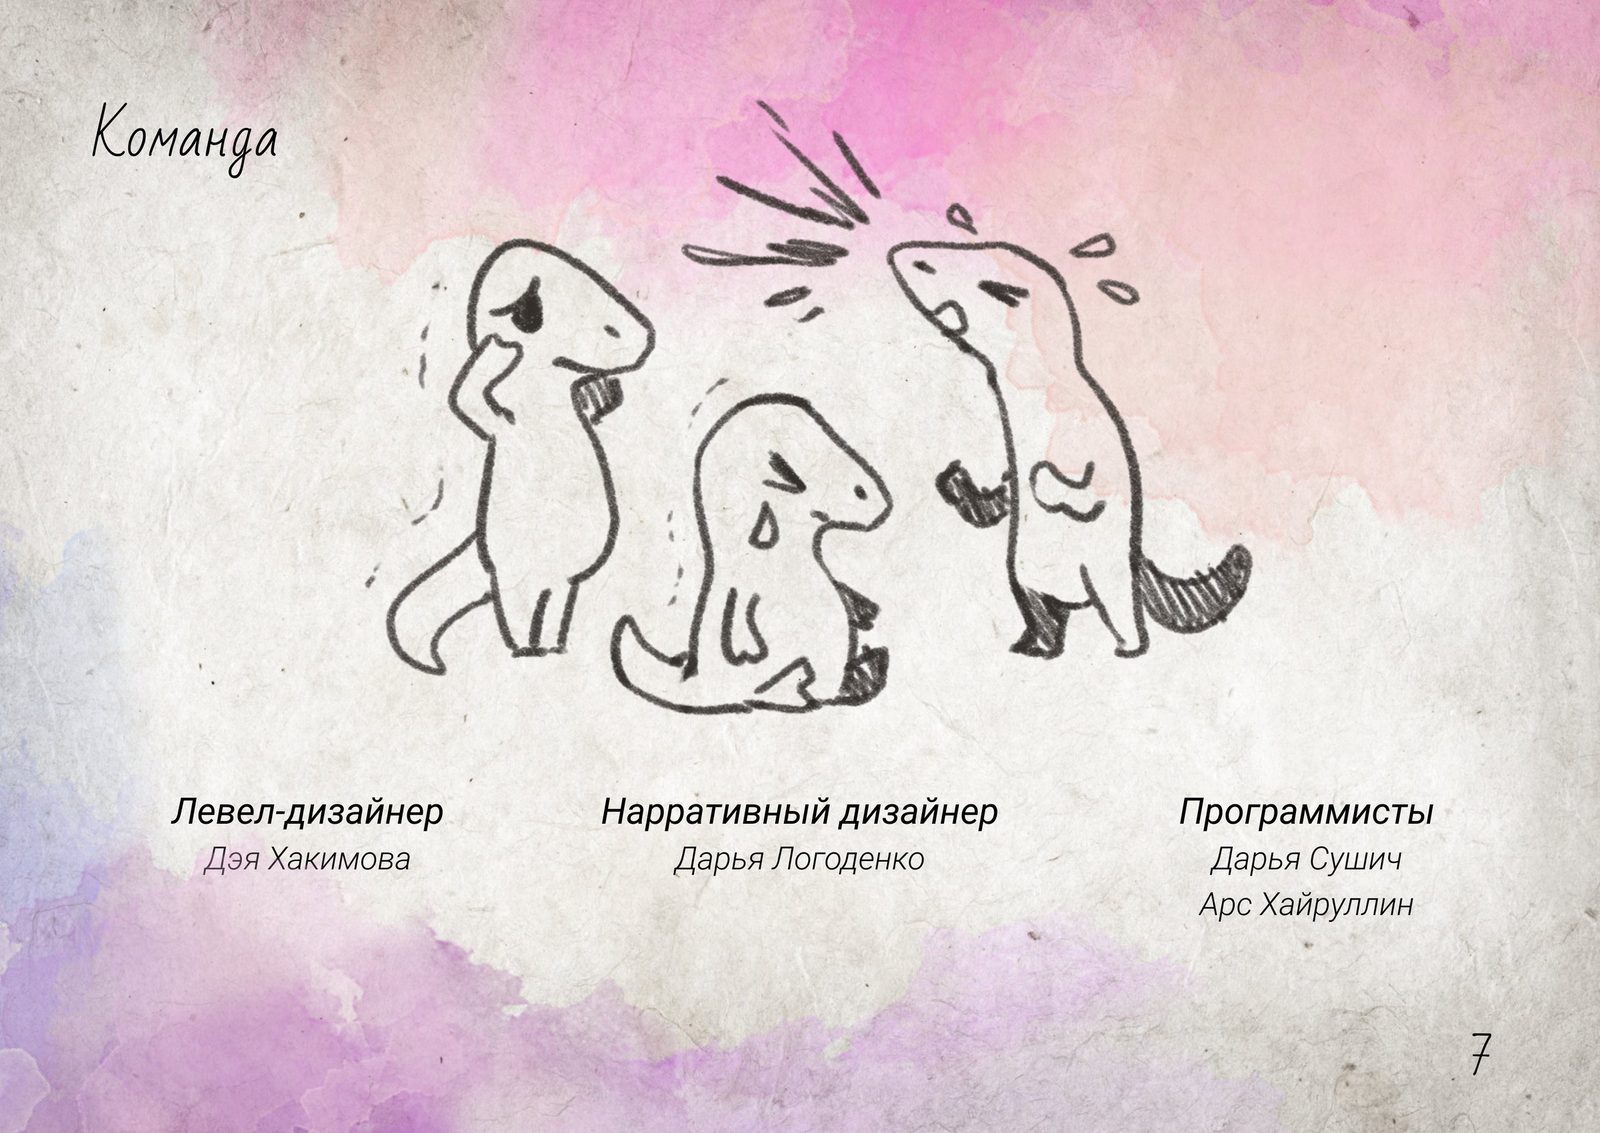 Команда
Левел-дизайнер
Дэя Хакимова
Нарративный дизайнер
Дарья Логоденко
Программисты
Дарья Сушич
Арс Хайруллин
7